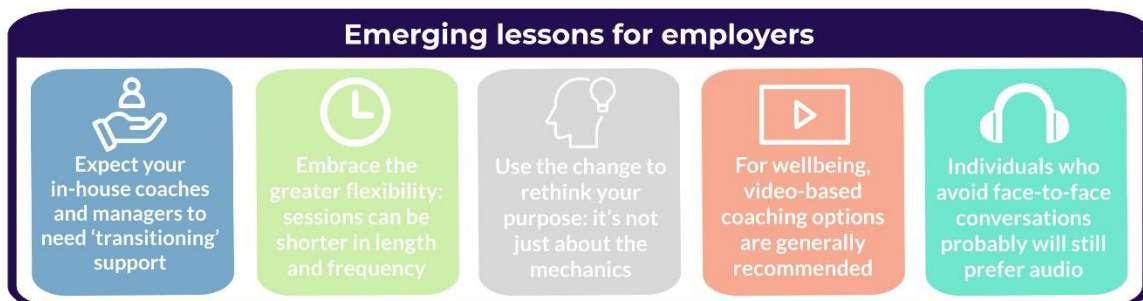 Emerging lessons for employers
Expect your
in-house coaches
and managers to
need ‘transitioning’
support
Embrace the
greater flexibility:
sessions can be
shorter in length
and frequency
Use the change to
rethink your
purpose: it’s not
just about the
mechanics
For wellbeing,
video-based
coaching options
are generally
recommended
Individuals who
avoid face-to-face
conversations
probably will still
prefer audio